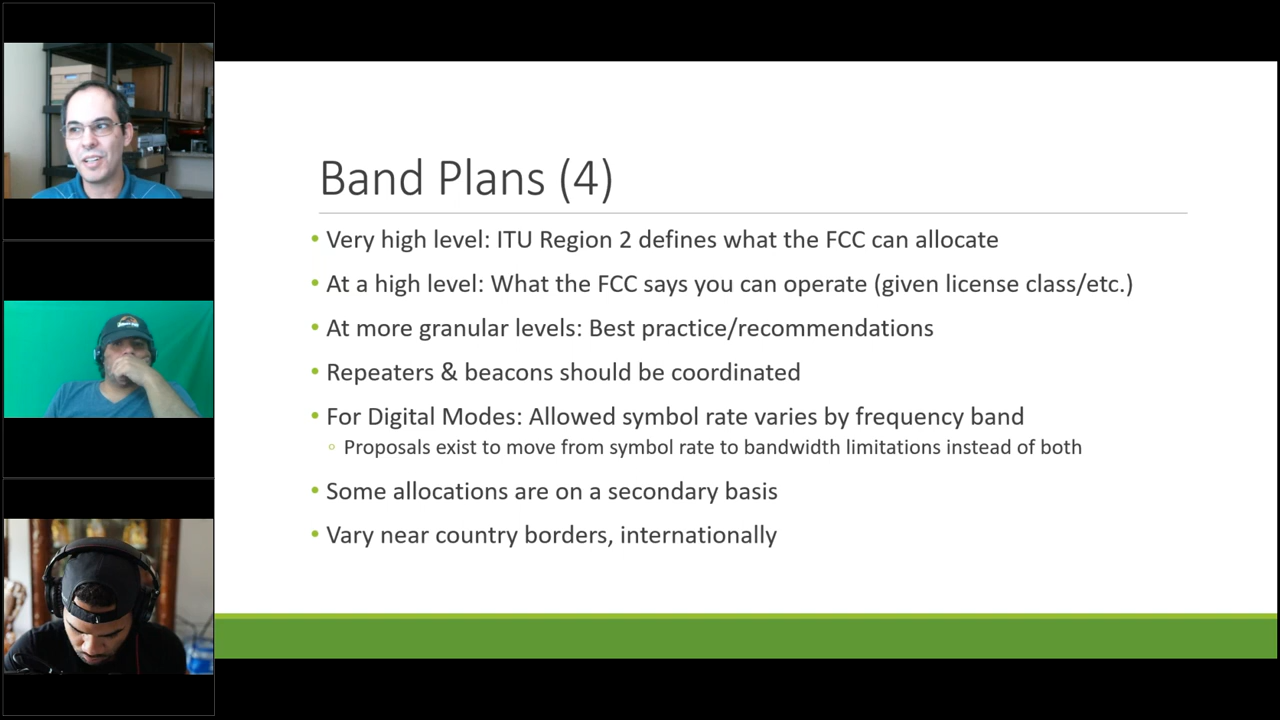 Band Plans (4)
• Very high level: ITU Region 2 defines what the FCC can allocate
• At a high level: What the FCC says you can operate (given license class/etc.)
• At more granular levels: Best practice/recommendations
• Repeaters & beacons should be coordinated
• For Digital Modes: Allowed symbol rate varies by frequency band
◦ Proposals exist to move from symbol rate to bandwidth limitations instead of both
• Some allocations are on a secondary basis
• Vary near country borders, internationally